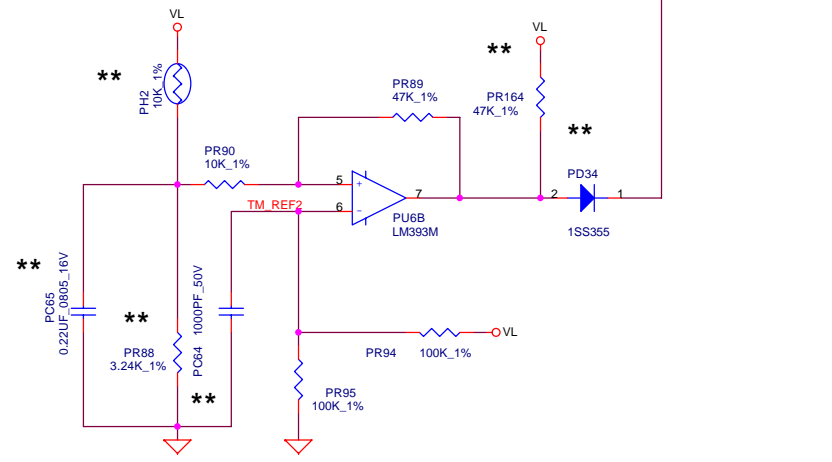 VL
**
PH2
10K_1%
PR90
10K_1%
PR89
47K_1%
VL
**
PR164
47K_1%
**
5
+
7
TM_REF2
6
−
PU6B
LM393M
PD34
2
1
1SS355
**
PC65
0.22UF_0805_16V
**
PR88
3.24K_1%
PC64
1000PF_50V
**
VL
PR94
100K_1%
PR95
100K_1%